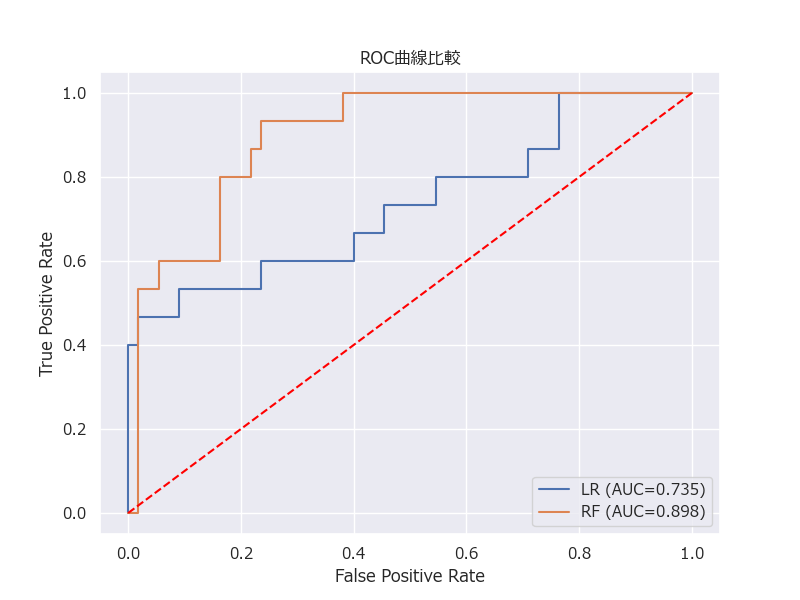 ROC曲線比較
True Positive Rate
1.0
0.8
0.6
0.4
0.2
0.0
0.0 0.2 0.4 0.6 0.8 1.0
False Positive Rate
LR (AUC=0.735)
RF (AUC=0.898)